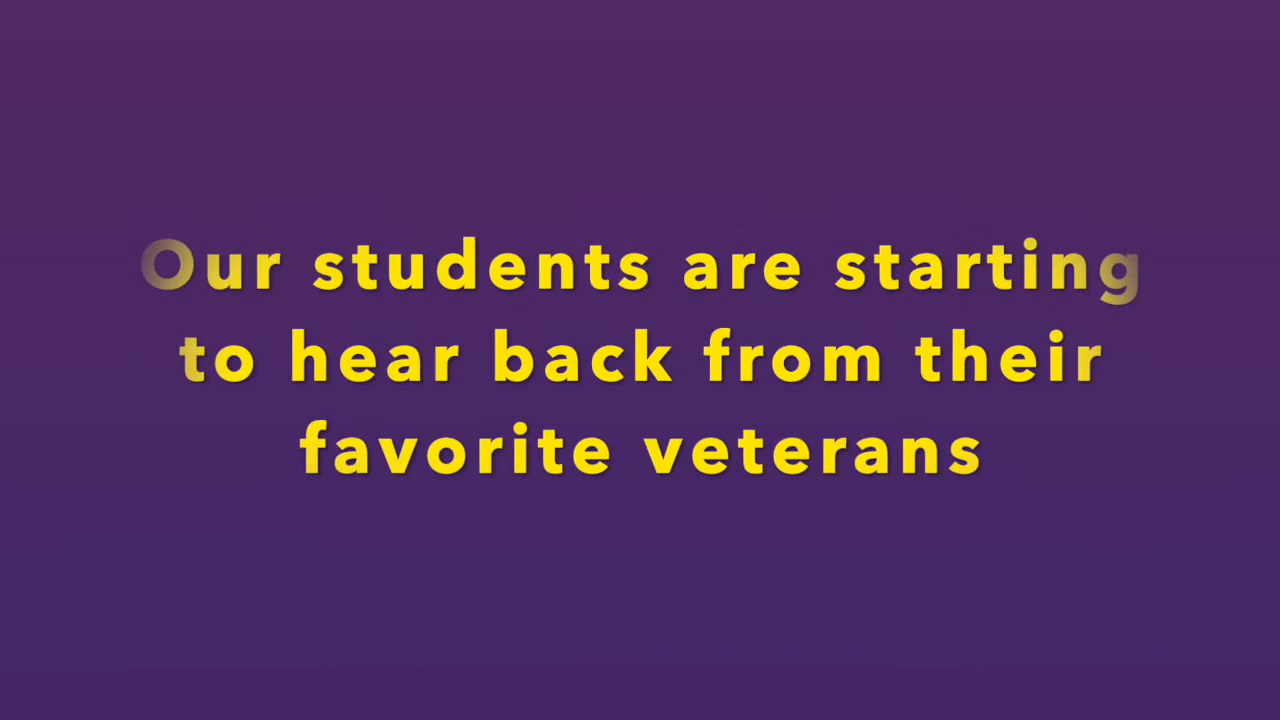 Our students are starting
to hear back from their
favorite veterans